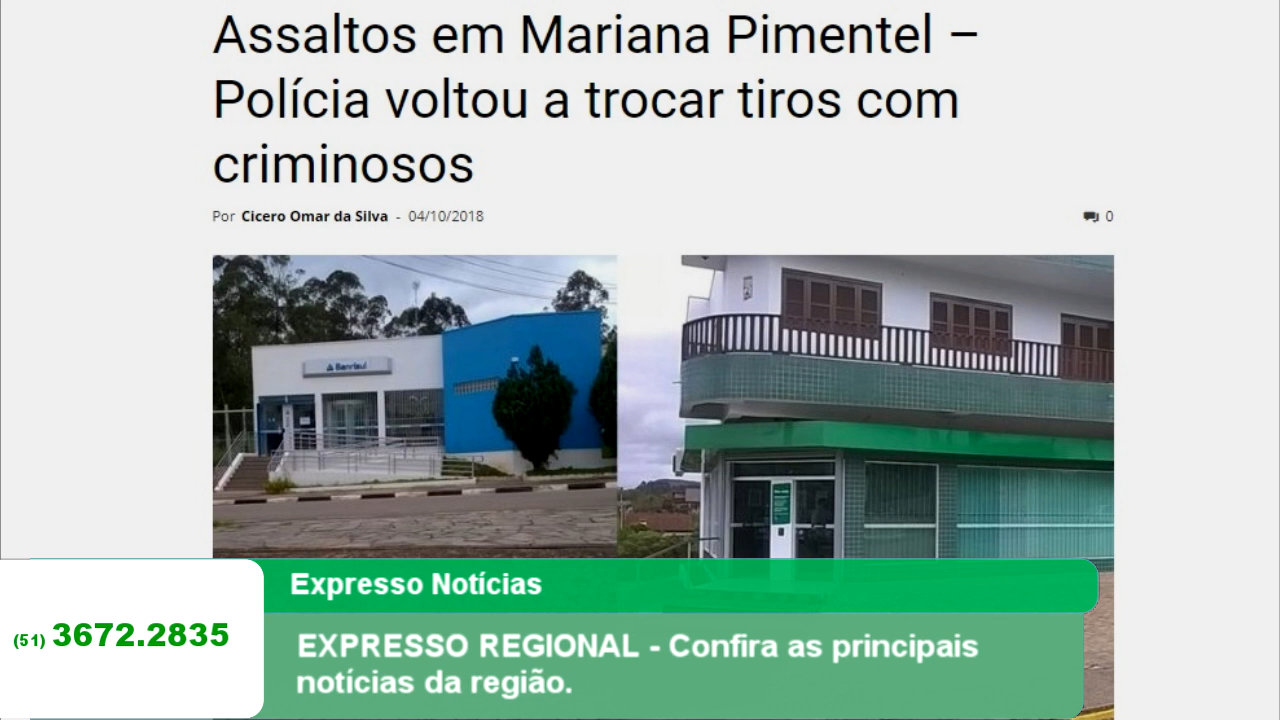 Assaltos em Mariana Pimentel –
Polícia voltou a trocar tiros com
criminosos
Por Cicero Omar da Silva - 04/10/2018
0
Banrisul
Expresso Notícias
(51) 3672.2835
EXPRESSO REGIONAL - Confira as principais
notícias da região.